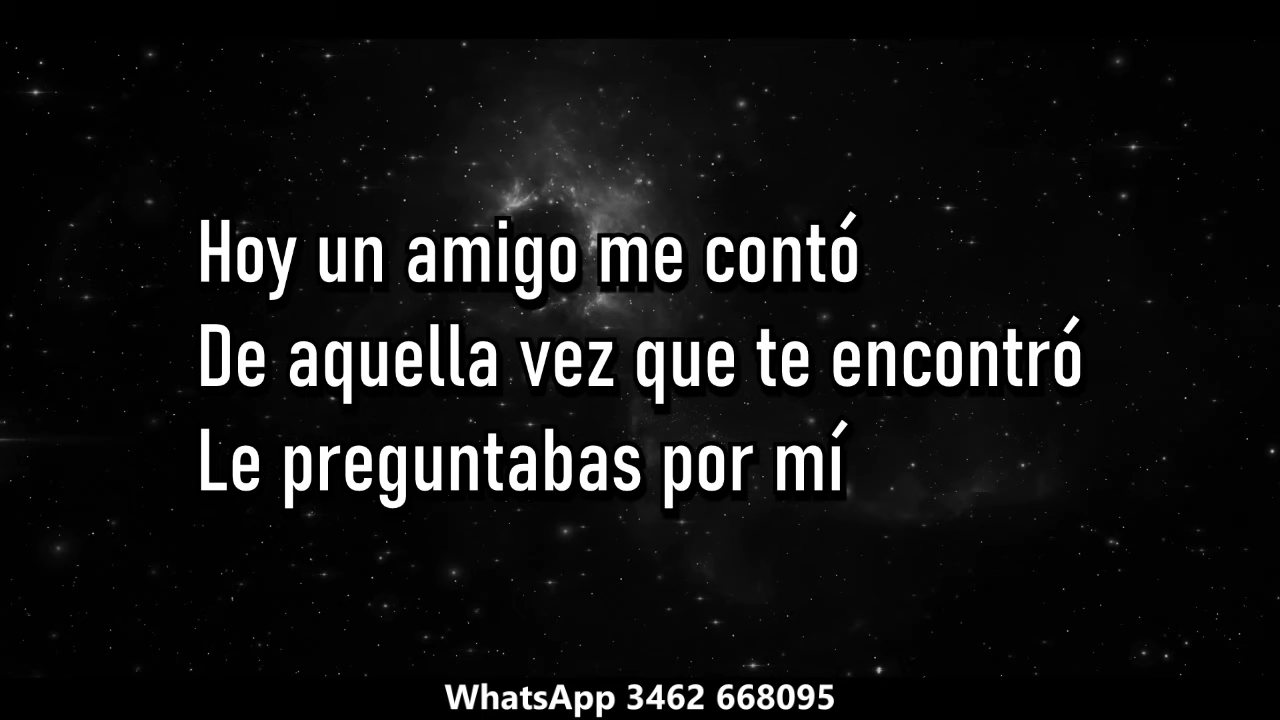 Hoy un amigo me contó
De aquella vez que te encontró
Le preguntabas por mí
WhatsApp 3462 668095